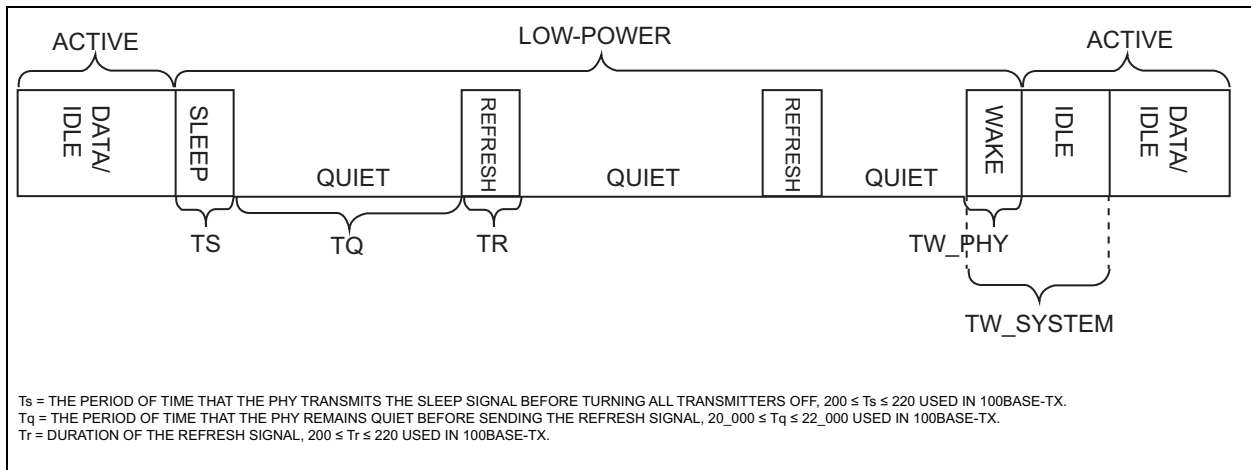 ACTIVE
LOW-POWER
ACTIVE
DATA/
IDLE
SLEEP
QUIET
REFRESH
QUIET
REFRESH
QUIET
WAKE
IDLE
DATA/
IDLE
TS
TQ
TR
TW_PHY
TW_SYSTEM
Ts = THE PERIOD OF TIME THAT THE PHY TRANSMITS THE SLEEP SIGNAL BEFORE TURNING ALL TRANSMITTERS OFF, 200 ≤ Ts ≤ 220 USED IN 100BASE-TX.
Tq = THE PERIOD OF TIME THAT THE PHY REMAINS QUIET BEFORE SENDING THE REFRESH SIGNAL, 20_000 ≤ Tq ≤ 22_000 USED IN 100BASE-TX.
Tr = DURATION OF THE REFRESH SIGNAL, 200 ≤ Tr ≤ 220 USED IN 100BASE-TX.